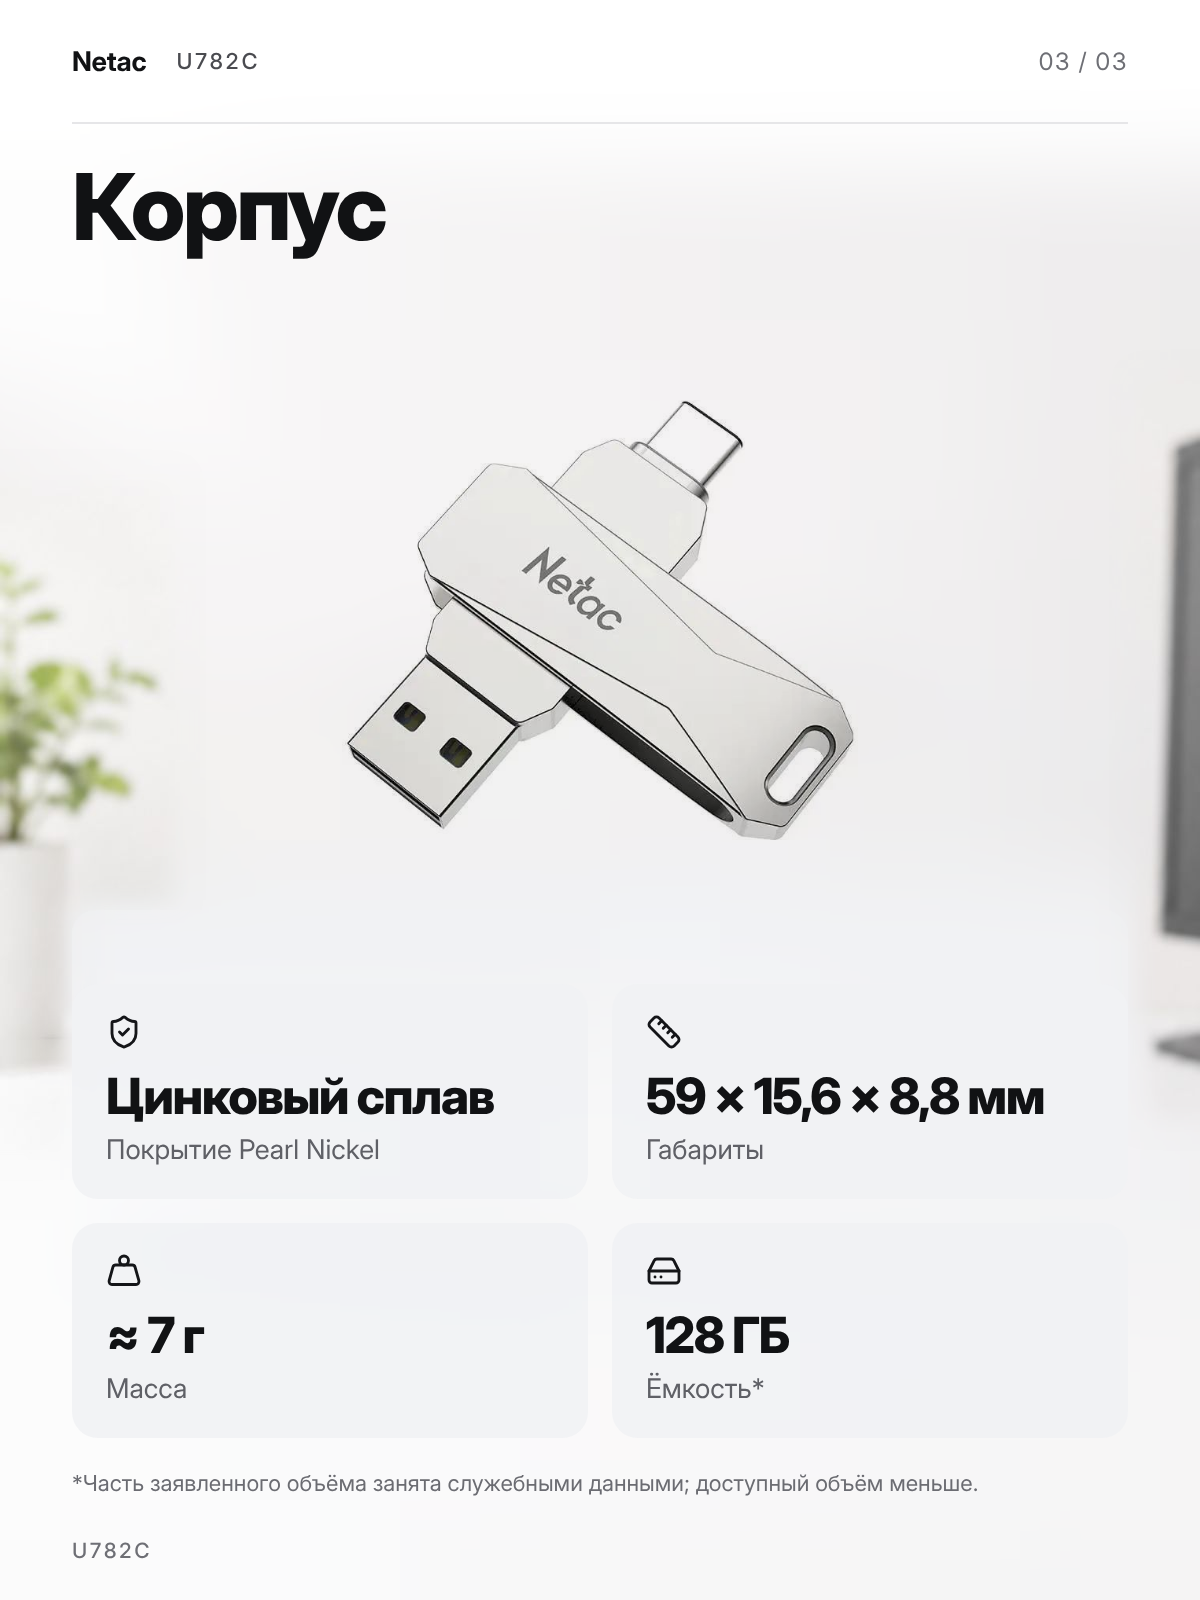 Netac U782C 03 / 03
Корпус
Netac
Цинковый сплав
Покрытие Pearl Nickel
59 × 15,6 × 8,8 мм
Габариты
≈ 7 г
Масса
128 ГБ
Ёмкость*
*Часть заявленного объёма занята служебными данными; доступный объём меньше.
U782C